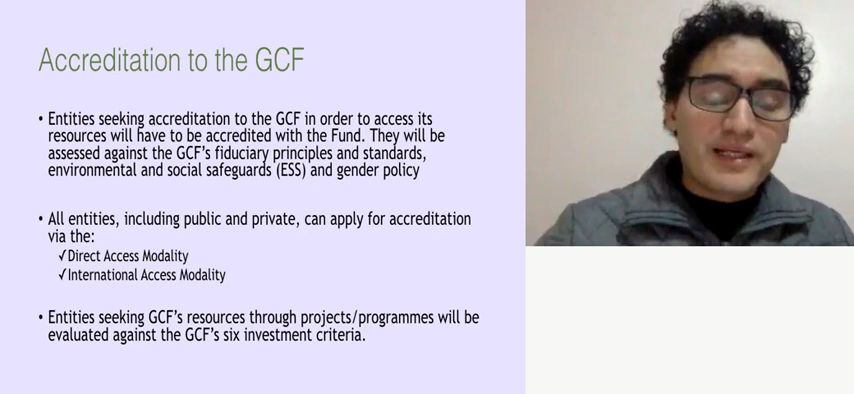 Accreditation to the GCF
• Entities seeking accreditation to the GCF in order to access its
resources will have to be accredited with the Fund. They will be
assessed against the GCF's fiduciary principles and standards,
environmental and social safeguards (ESS) and gender policy
• All entities, including public and private, can apply for accreditation
via the:
✓Direct Access Modality
✓International Access Modality
• Entities seeking GCF's resources through projects/programmes will be
evaluated against the GCF's six investment criteria.